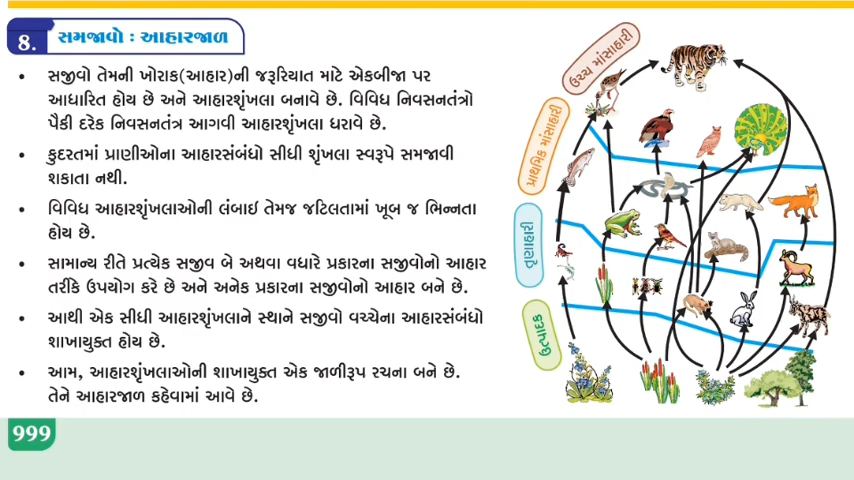 8. સમજાવો : આહારજાળ
• સજીવો તેમની ખોરાક(આહાર)ની જરૂરિયાત માટે એકબીજા પર
આધારિત હોય છે અને આહારશૃંખલા બનાવે છે. વિવિધ નિવસનતંત્રો
પૈકી દરેક નિવસનતંત્ર આગવી આહારશૃંખલા ધરાવે છે.
• કુદરતમાં પ્રાણીઓના આહારસંબંધો સીધી શૃંખલા સ્વરૂપે સમજાવી
શકાતા નથી.
• વિવિધ આહારશૃંખલાઓની લંબાઇ તેમજ જટિલતામાં ખૂબ જ ભિન્નતા
હોય છે.
• સામાન્ય રીતે પ્રત્યેક સજીવ બે અથવા વધારે પ્રકારના સજીવોનો આહાર
તરીકે ઉપયોગ કરે છે અને અનેક પ્રકારના સજીવોનો આહાર બને છે.
• આથી એક સીધી આહારશૃંખલાને સ્થાને સજીવો વચ્ચેના આહારસંબંધો
શાખાયુક્ત હોય છે.
• આમ, આહારશૃંખલાઓની શાખાયુક્ત એક જાળીરૂપ રચના બને છે.
તેને આહારજાળ કહેવામાં આવે છે.
ઉચ્ચ માંસાહારી
પ્રાથમિક માંસાહારી
તૃણાહારી
ઉત્પાદક
999